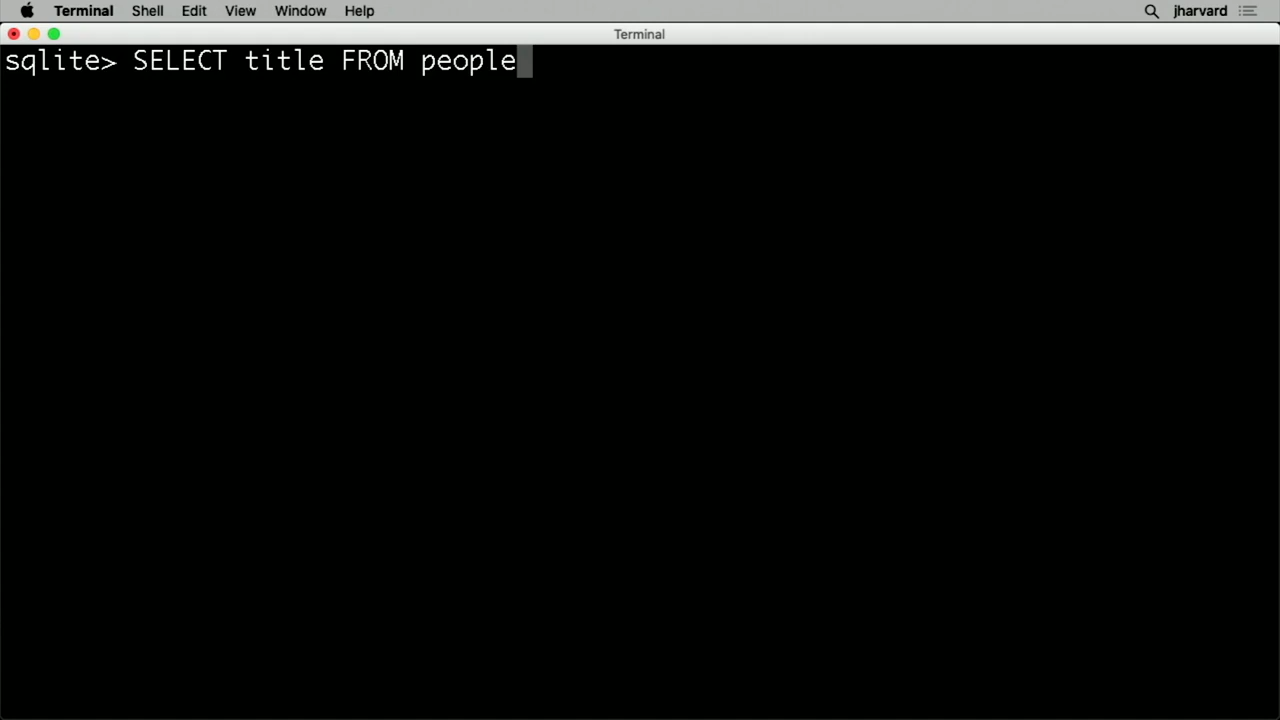 Terminal Shell Edit View Window Help jharvard
Terminal
sqlite> SELECT title FROM people